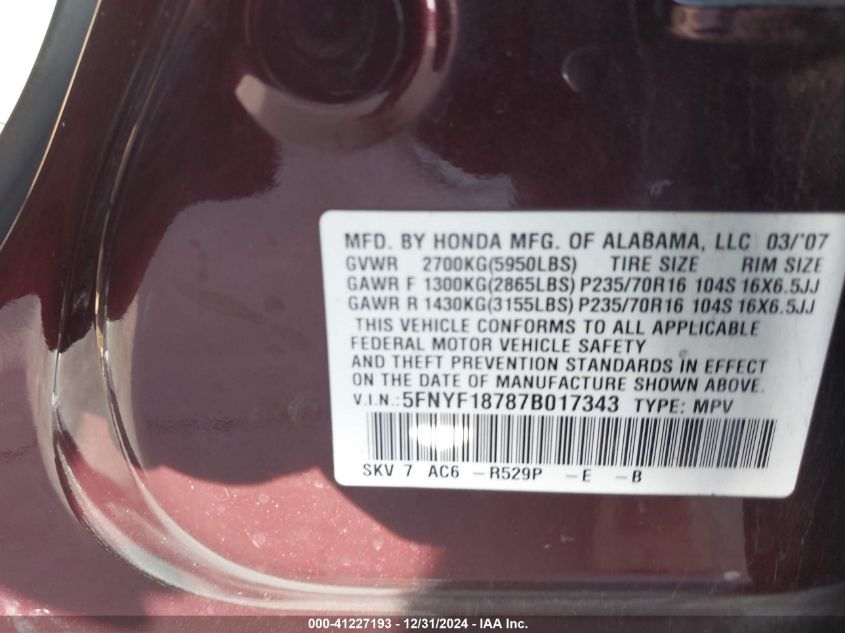 MFD. BY HONDA MFG. OF ALABAMA, LLC 03/'07
GVWR 2700KG(5950LBS) TIRE SIZE RIM SIZE
GAWR F 1300KG(2865LBS) P235/70R16 104S 16X6.5JJ
GAWR R 1430KG(3155LBS) P235/70R16 104S 16X6.5JJ
THIS VEHICLE CONFORMS TO ALL APPLICABLE
FEDERAL MOTOR VEHICLE SAFETY
AND THEFT PREVENTION STANDARDS IN EFFECT
ON THE DATE OF MANUFACTURE SHOWN ABOVE.
V.I.N.:5FNYF18787B017343 TYPE: MPV
SKV 7 AC6 -R529P -E -B
000-41227193 - 12/31/2024 - IAA Inc.